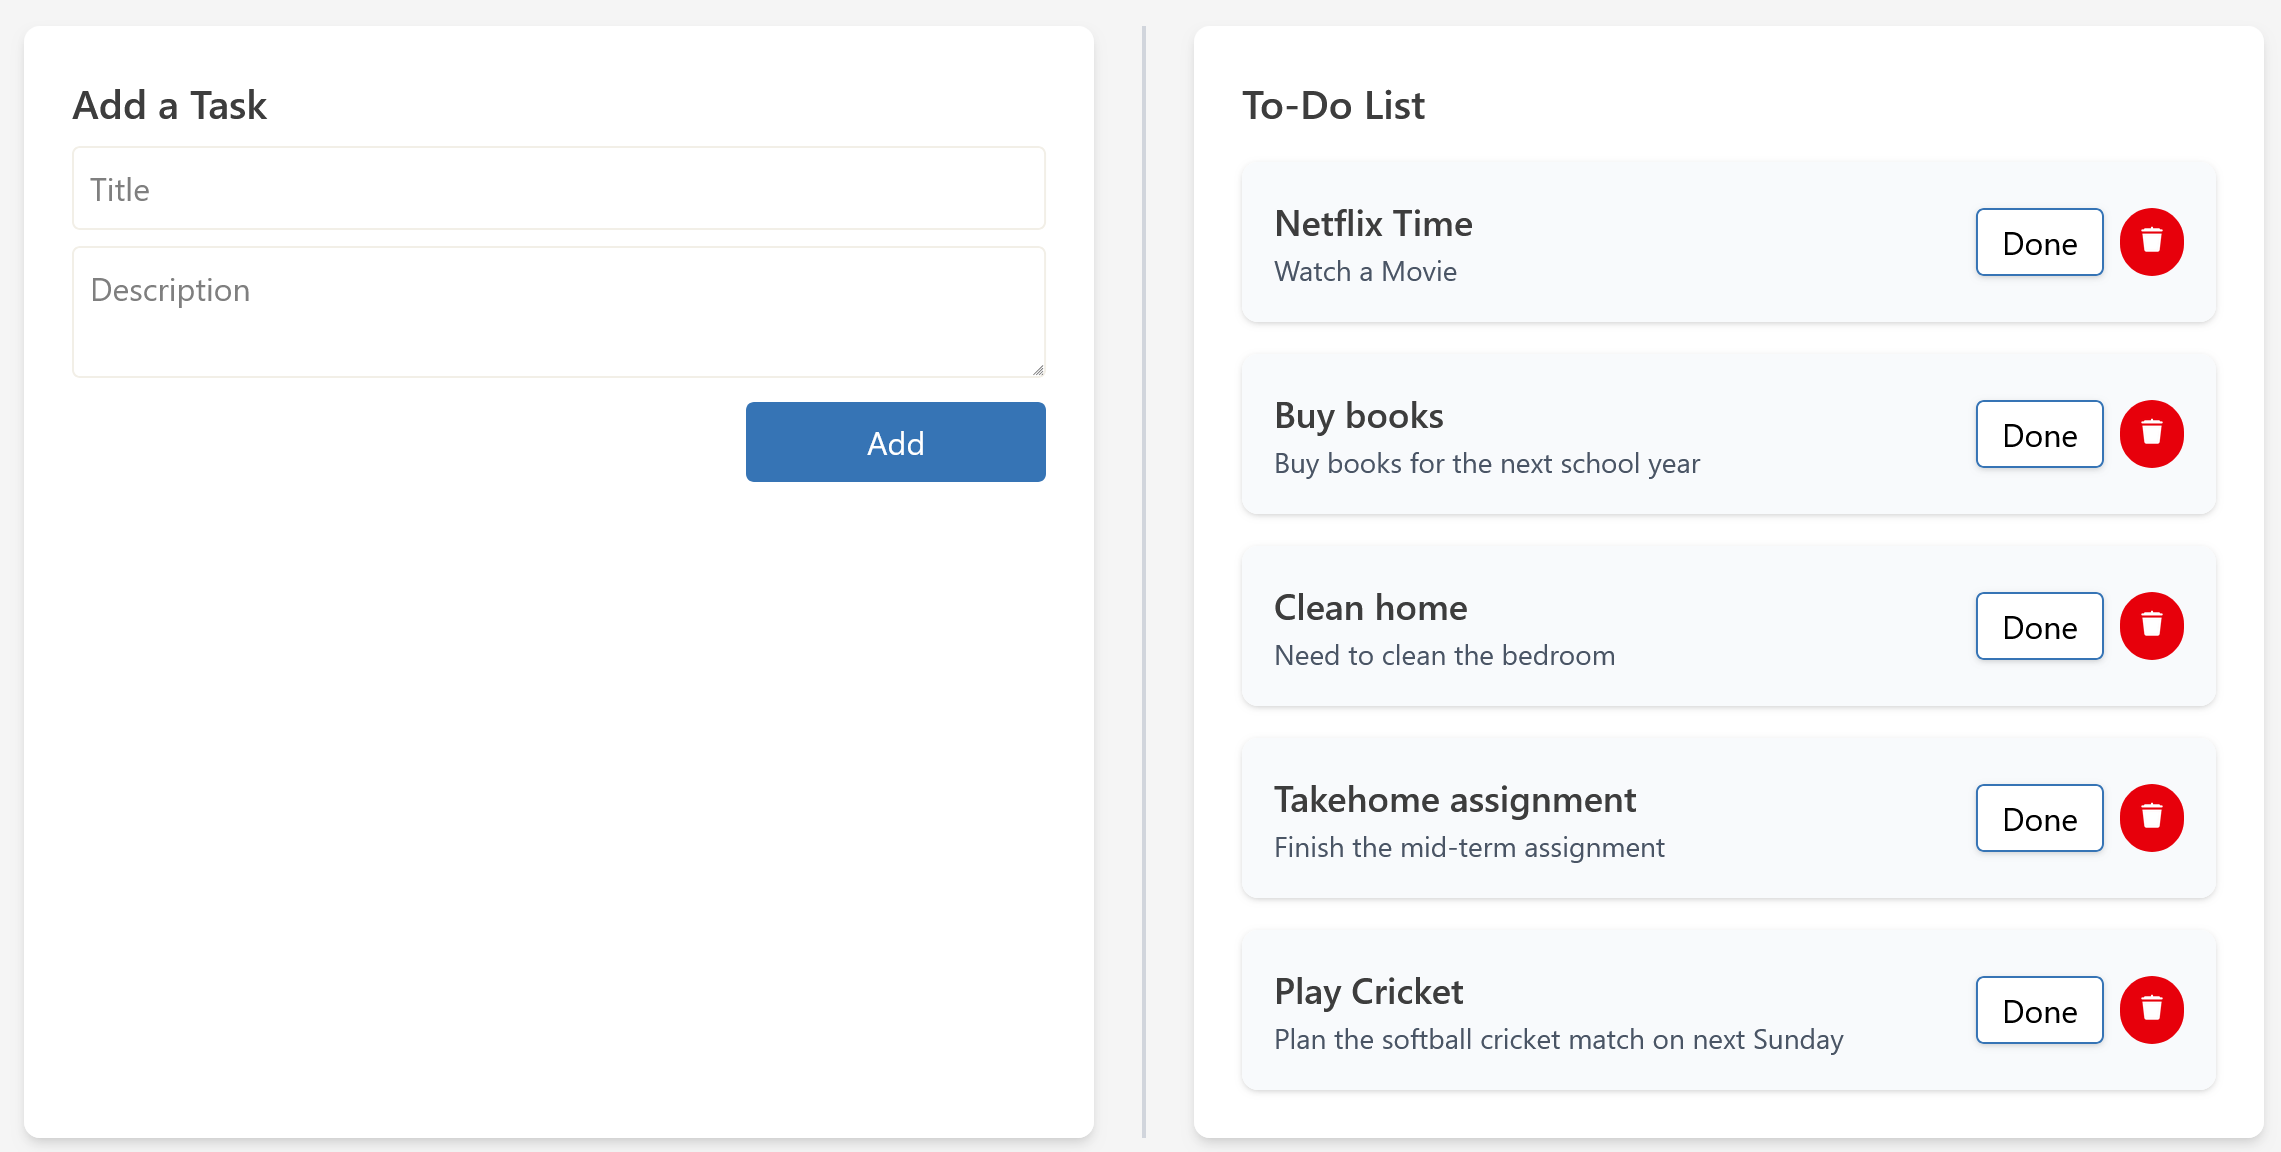 Add a Task
Title
Description
Add
To-Do List
Netflix Time
Watch a Movie
Done
Buy books
Buy books for the next school year
Done
Clean home
Need to clean the bedroom
Done
Takehome assignment
Finish the mid-term assignment
Done
Play Cricket
Plan the softball cricket match on next Sunday
Done